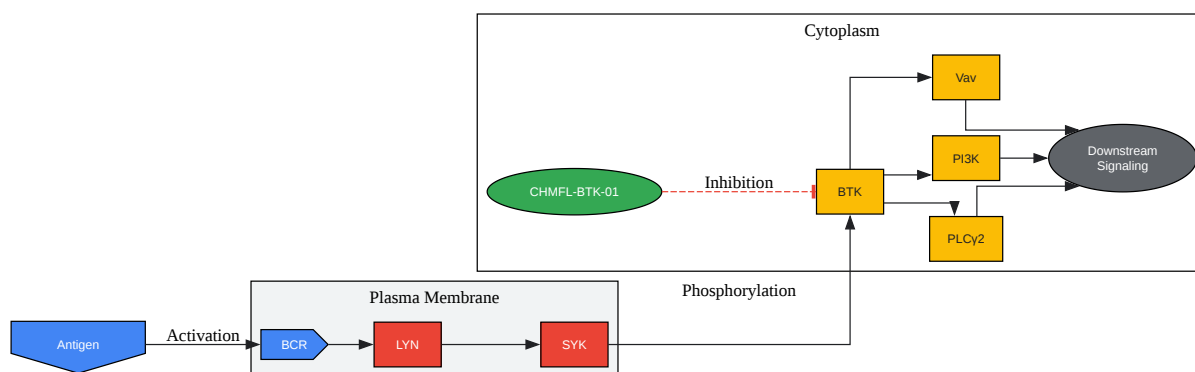 Cytoplasm
Vav
PI3K
Downstream
Signaling
CHMFL-BTK-01
Inhibition
BTK
PLCγ2
Phosphorylation
Plasma Membrane
Antigen
Activation
BCR
LYN
SYK